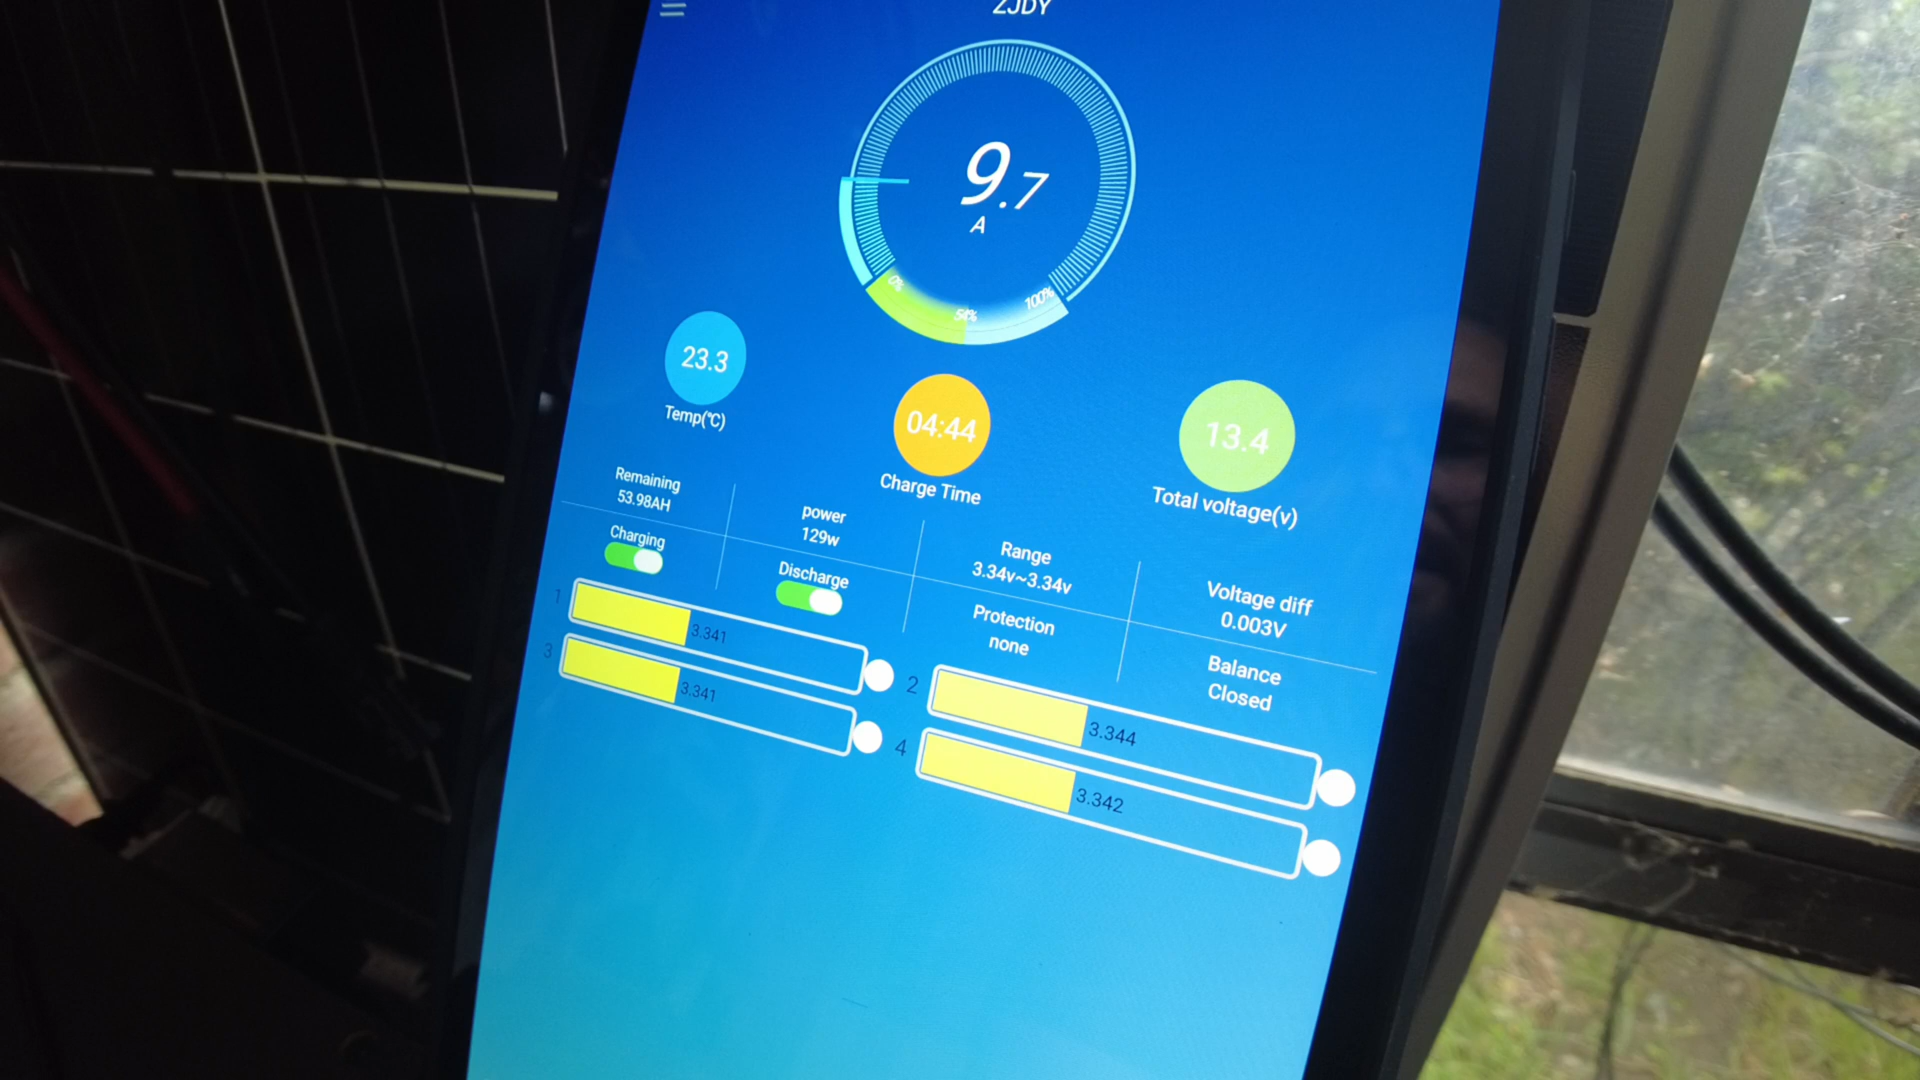 ZJDY
9.7
A
0%
54%
100%
23.3
Temp(℃)
04:44
Charge Time
13.4
Total voltage(v)
Remaining
53.98AH
power
129w
Range
3.34v~3.34v
Voltage diff
0.003V
Charging
Discharge
Protection
none
Balance
Closed
1
3.341
2
3.344
3
3.341
4
3.342